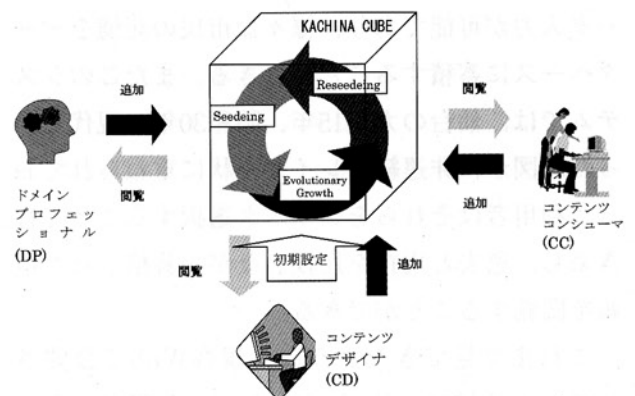 KACHINA CUBE
Reseedeing
Seedeing
Evolutionary
Growth
追加
閲覧
ドメイン
プロフェッ
ショナル
(DP)
閲覧
追加
コンテンツ
コンシューマ
(CC)
閲覧
初期設定
追加
コンテンツ
デザイナ
(CD)